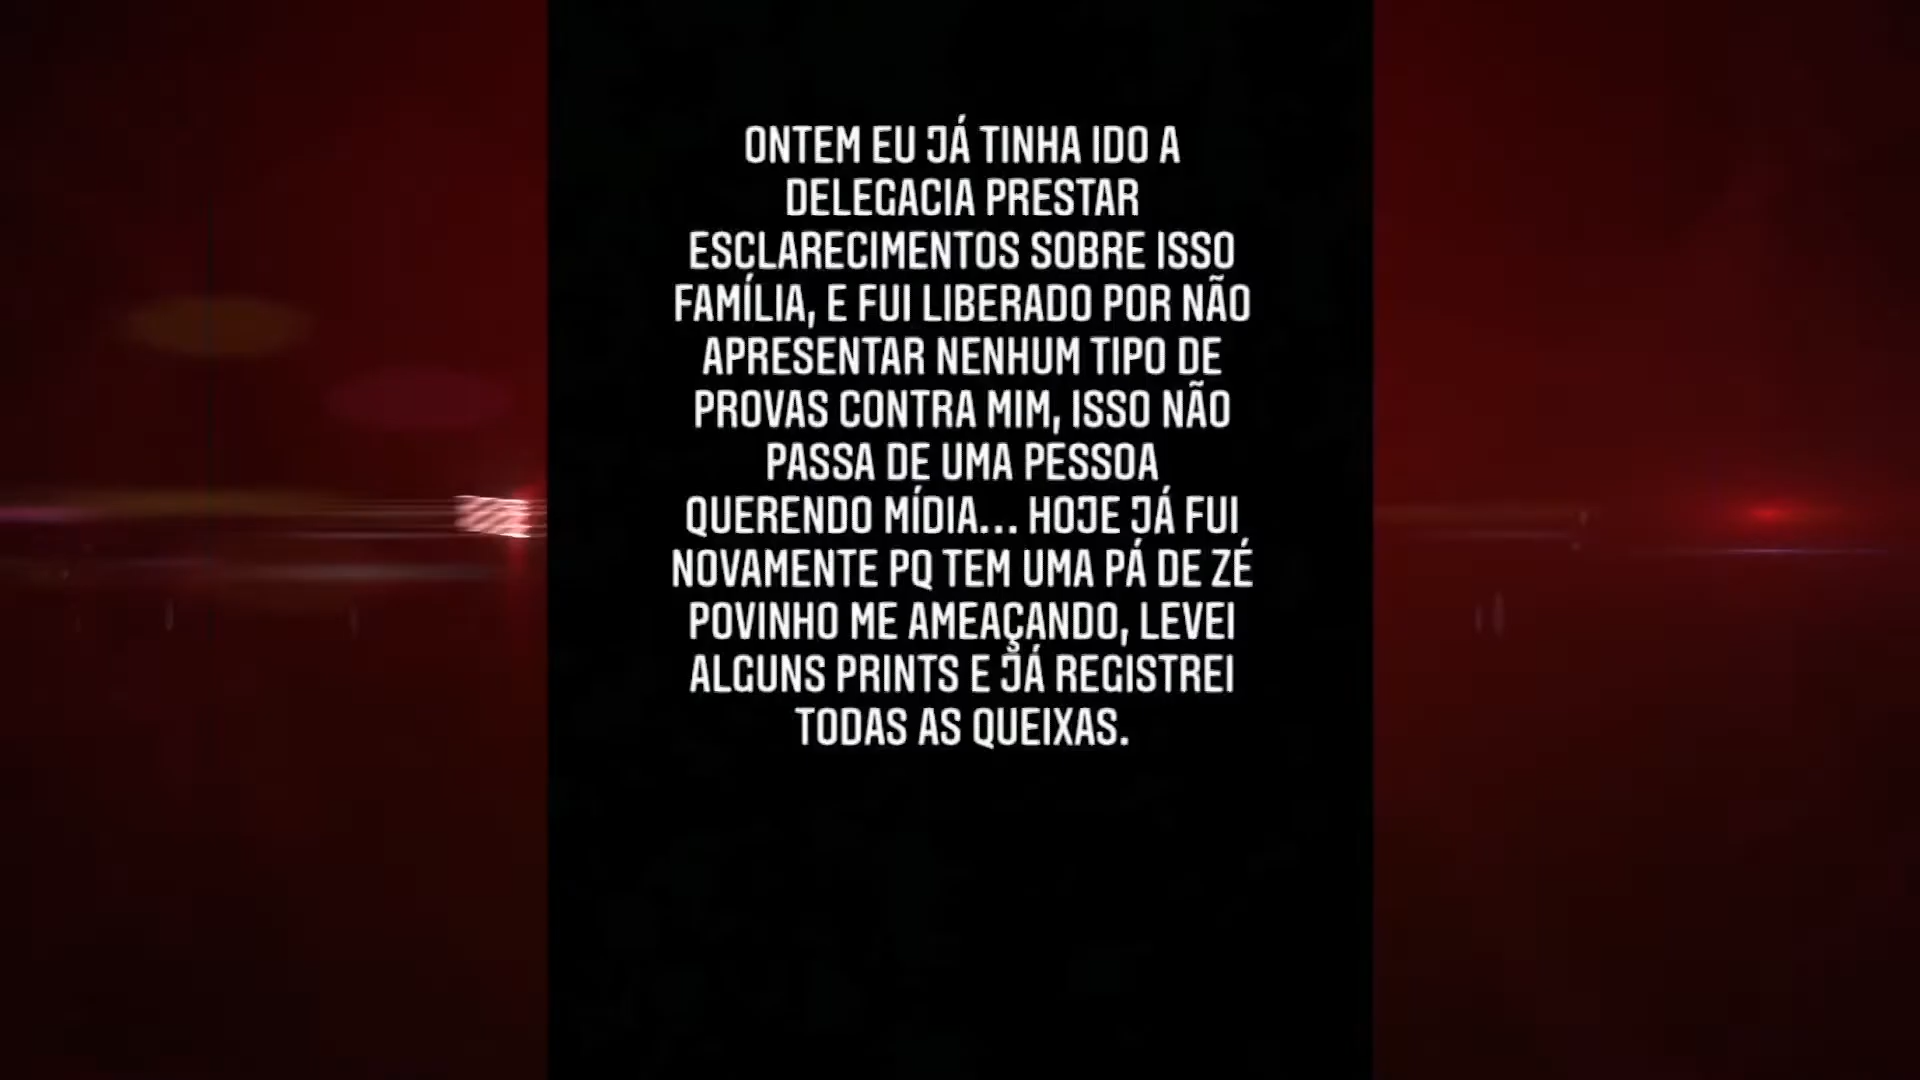 ONTEM EU JÁ TINHA IDO A
DELEGACIA PRESTAR
ESCLARECIMENTOS SOBRE ISSO
FAMÍLIA, E FUI LIBERADO POR NÃO
APRESENTAR NENHUM TIPO DE
PROVAS CONTRA MIM, ISSO NÃO
PASSA DE UMA PESSOA
QUERENDO MÍDIA... HOJE JÁ FUI
NOVAMENTE PQ TEM UMA PÁ DE ZÉ
POVINHO ME AMEAÇANDO, LEVEI
ALGUNS PRINTS E JÁ REGISTREI
TODAS AS QUEIXAS.